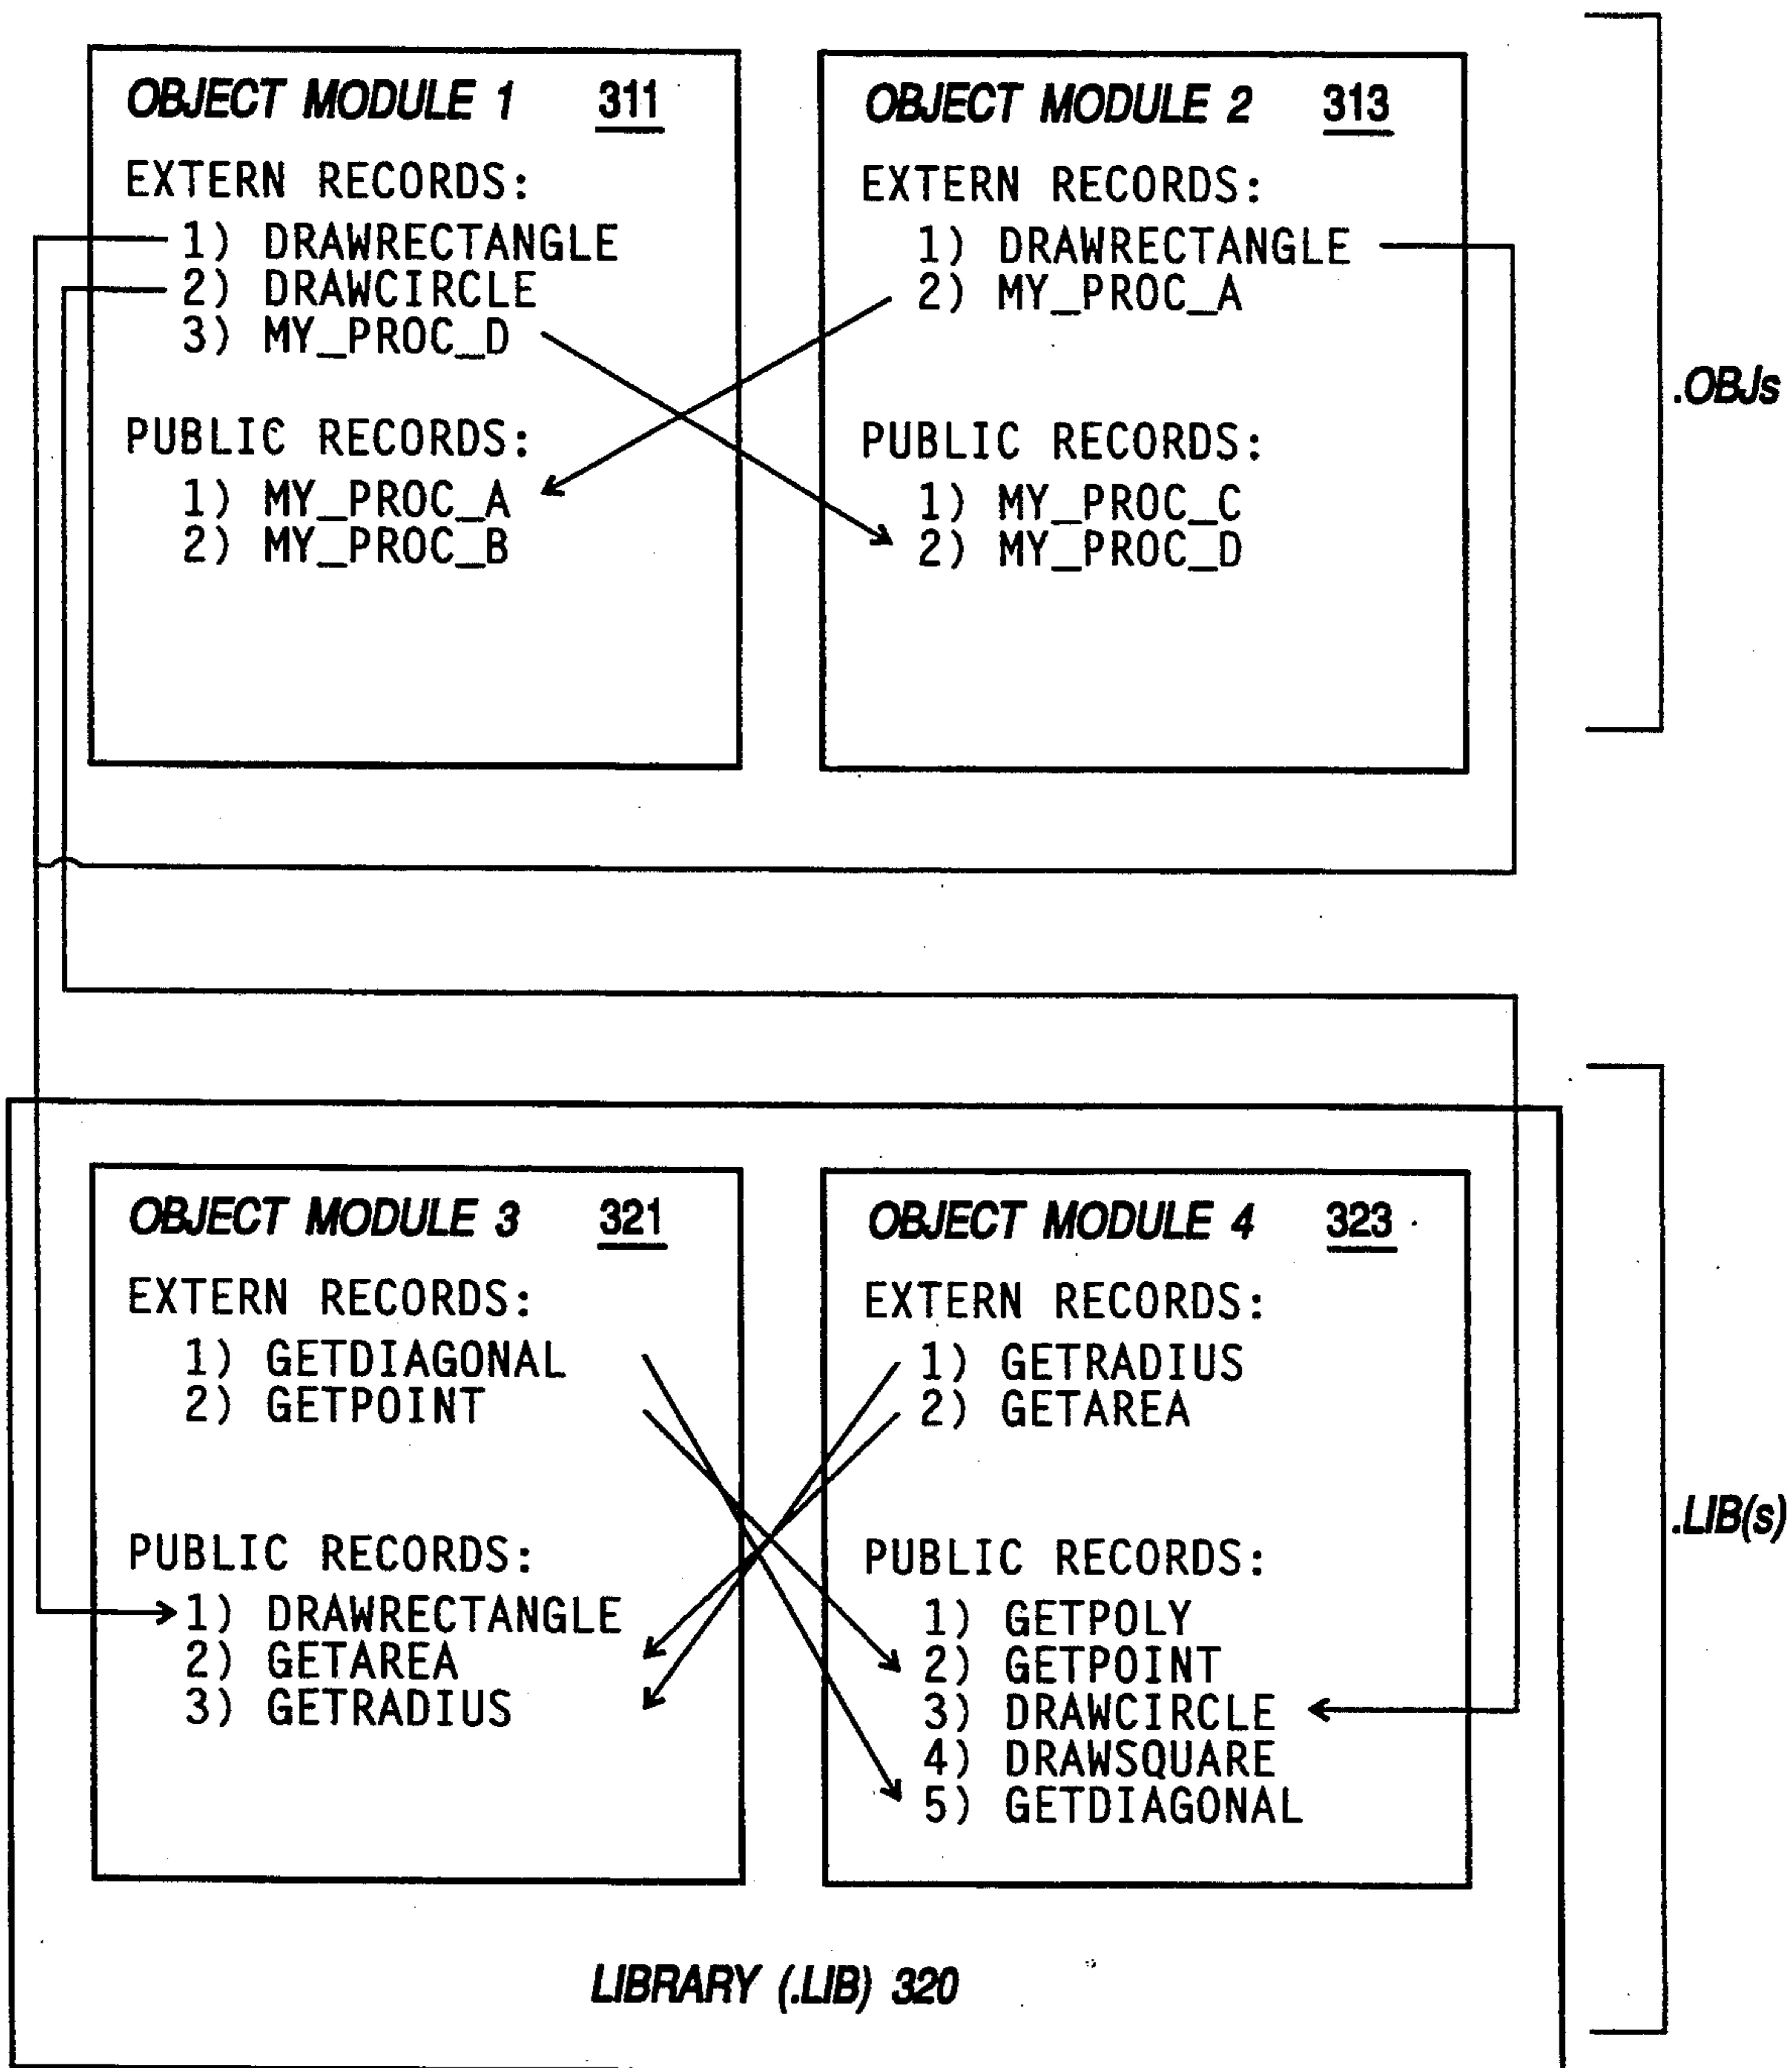 OBJECT MODULE 1 311
EXTERN RECORDS:
1) DRAWRECTANGLE
2) DRAWCIRCLE
3) MY_PROC_D
PUBLIC RECORDS:
1) MY_PROC_A
2) MY_PROC_B
OBJECT MODULE 2 313
EXTERN RECORDS:
1) DRAWRECTANGLE
2) MY_PROC_A
PUBLIC RECORDS:
1) MY_PROC_C
2) MY_PROC_D
.OBJs
OBJECT MODULE 3 321
EXTERN RECORDS:
1) GETDIAGONAL
2) GETPOINT
PUBLIC RECORDS:
1) DRAWRECTANGLE
2) GETAREA
3) GETRADIUS
OBJECT MODULE 4 323
EXTERN RECORDS:
1) GETRADIUS
2) GETAREA
PUBLIC RECORDS:
1) GETPOLY
2) GETPOINT
3) DRAWCIRCLE
4) DRAWSQUARE
5) GETDIAGONAL
.LIB(s)
LIBRARY (.LIB) 320